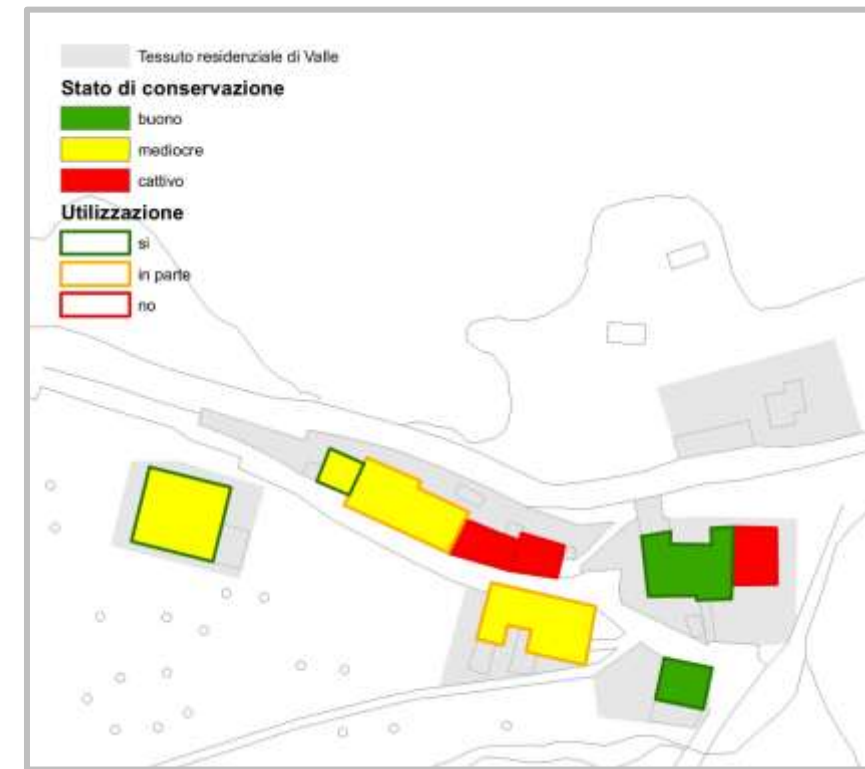 Tessuto residenziale di Valle
Stato di conservazione
buono
mediocre
cattivo
Utilizzazione
si
in parte
no